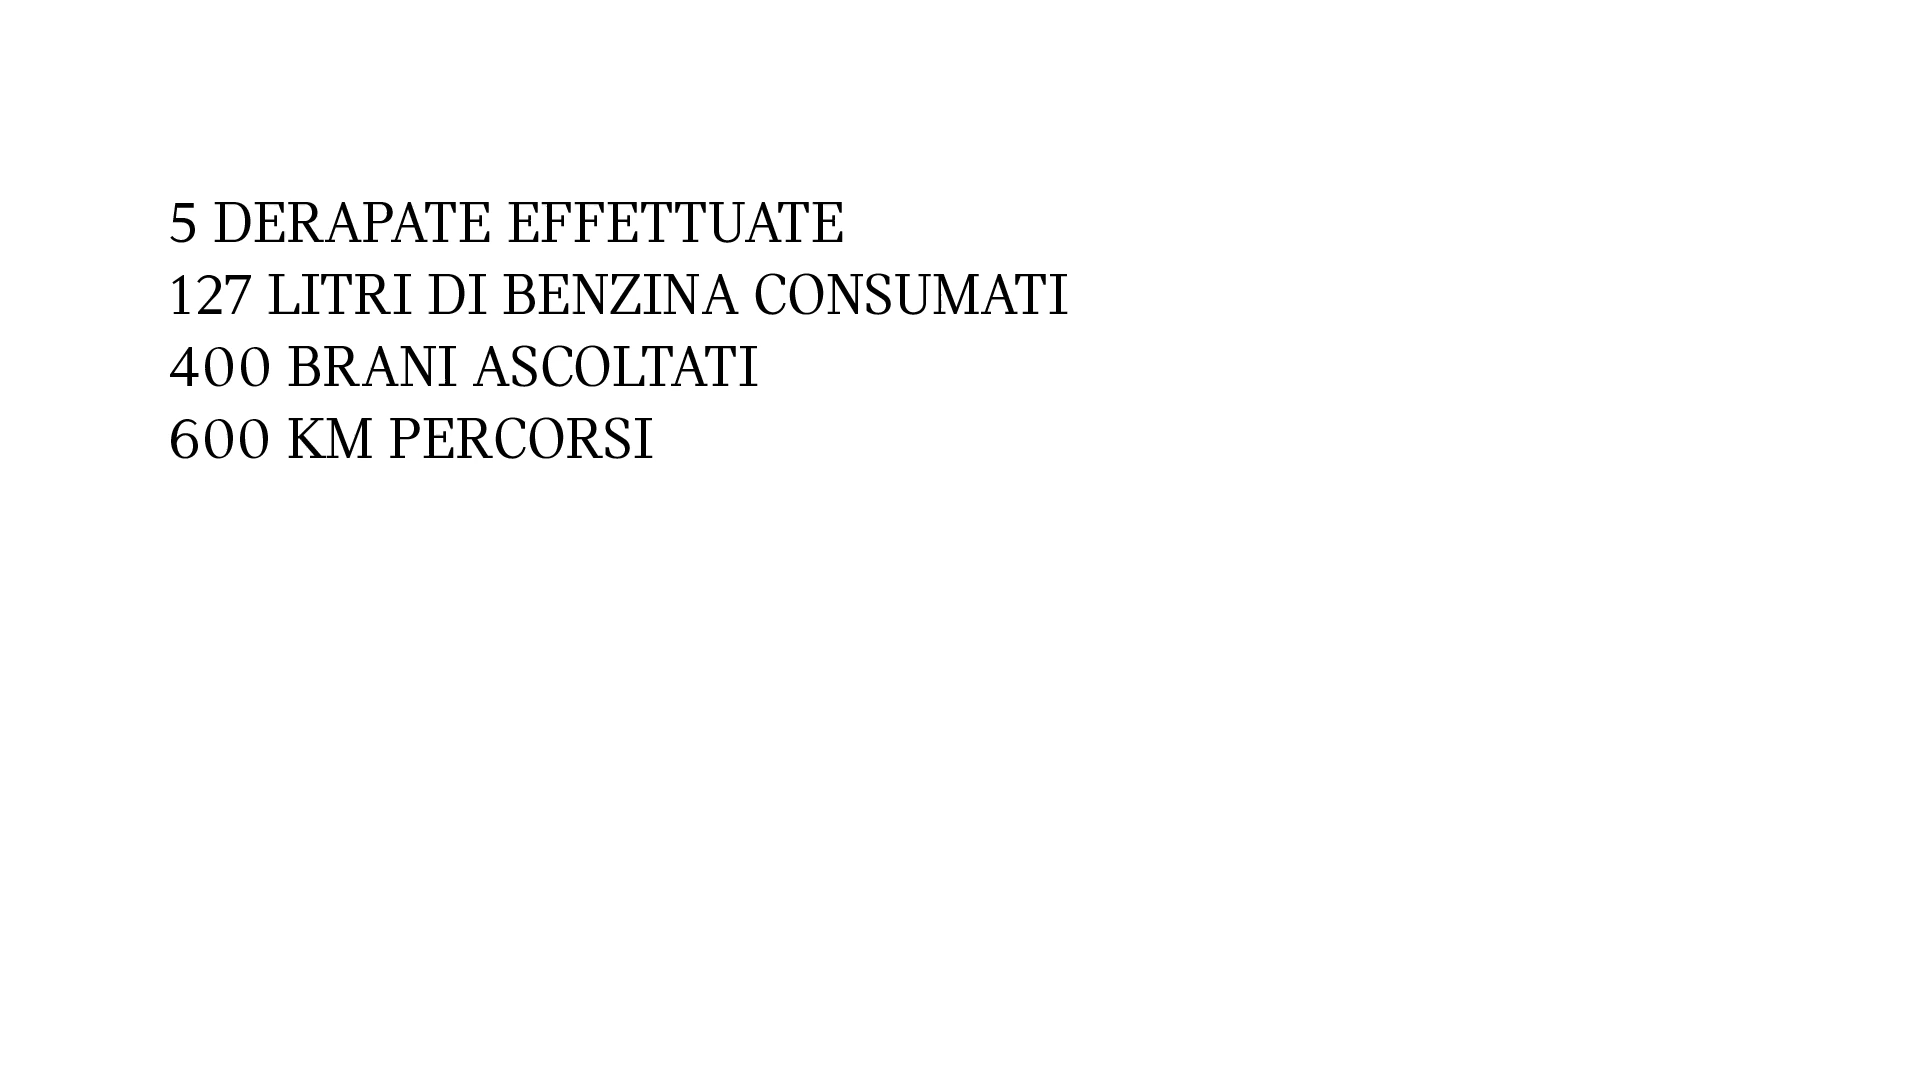 5 DERAPATE EFFETTUATE
127 LITRI DI BENZINA CONSUMATI
400 BRANI ASCOLTATI
600 KM PERCORSI